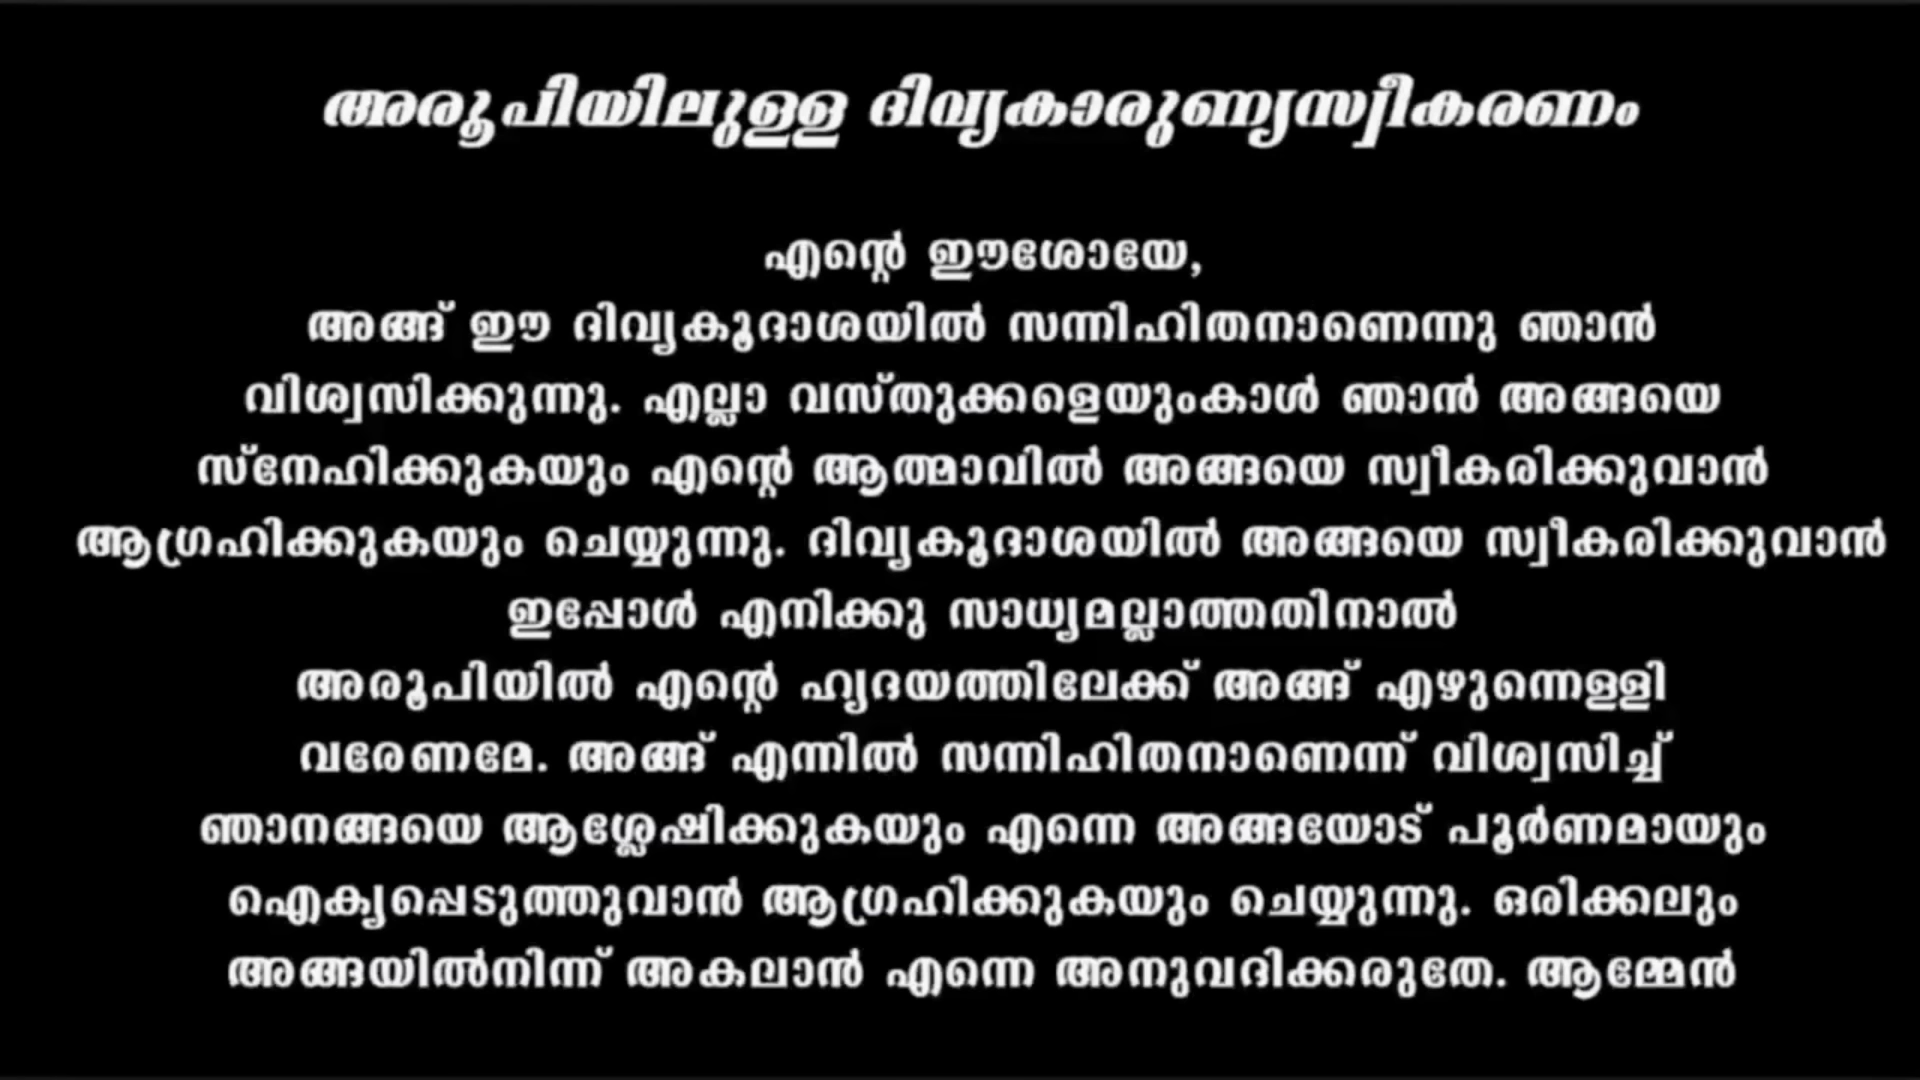 അരൂപിയിലുള്ള ദിവ്യകാരുണ്യസ്വീകരണം
എന്റെ ഈശോയേ,
അങ്ങ് ഈ ദിവ്യകൂദാശയിൽ സന്നിഹിതനാണെന്നു ഞാൻ
വിശ്വസിക്കുന്നു. എല്ലാ വസ്തുക്കളെയുംകാൾ ഞാൻ അങ്ങയെ
സ്നേഹിക്കുകയും എന്റെ ആത്മാവിൽ അങ്ങയെ സ്വീകരിക്കുവാൻ
ആഗ്രഹിക്കുകയും ചെയ്യുന്നു. ദിവ്യകൂദാശയിൽ അങ്ങയെ സ്വീകരിക്കുവാൻ
ഇപ്പോൾ എനിക്കു സാധ്യമല്ലാത്തതിനാൽ
അരൂപിയിൽ എന്റെ ഹൃദയത്തിലേക്ക് അങ്ങ് എഴുന്നെള്ളി
വരേണമേ. അങ്ങ് എന്നിൽ സന്നിഹിതനാണെന്ന് വിശ്വസിച്ച്
ഞാനങ്ങയെ ആശ്ലേഷിക്കുകയും എന്നെ അങ്ങയോട് പൂർണമായും
ഐക്യപ്പെടുത്തുവാൻ ആഗ്രഹിക്കുകയും ചെയ്യുന്നു. ഒരിക്കലും
അങ്ങയിൽനിന്ന് അകലാൻ എന്നെ അനുവദിക്കരുതേ. ആമ്മേൻ